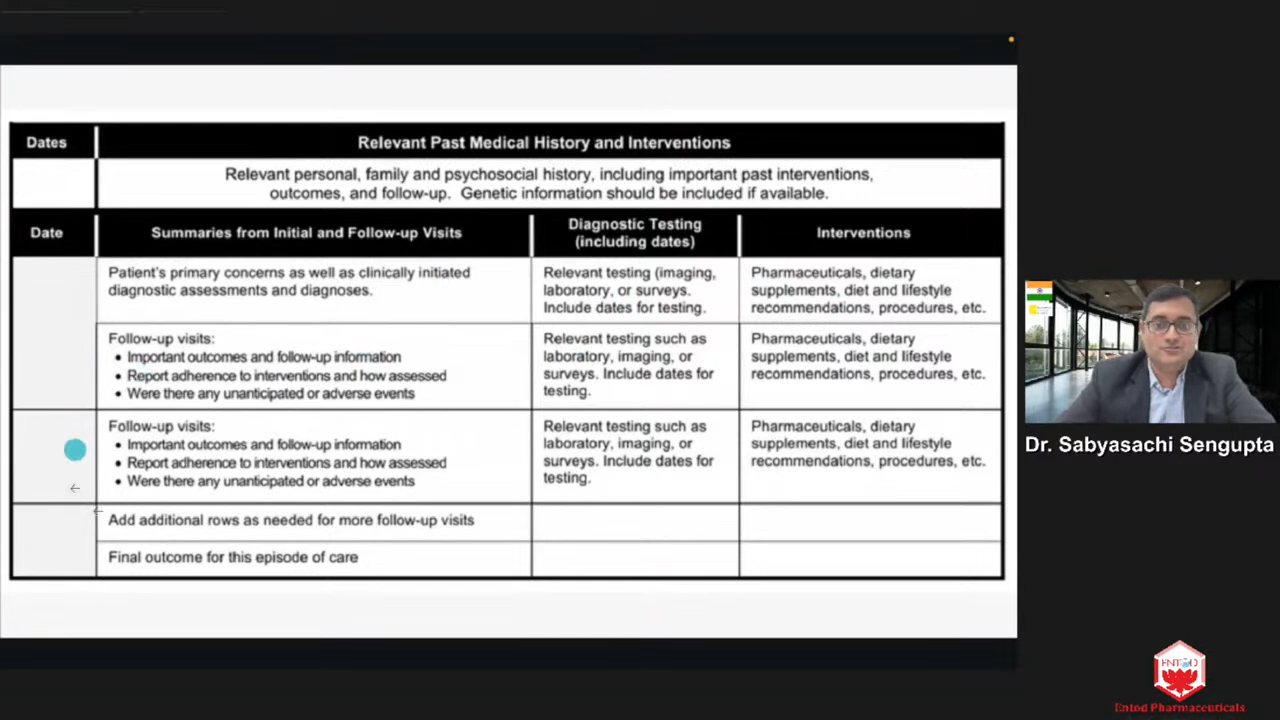 Dates
Relevant Past Medical History and Interventions
Relevant personal, family and psychosocial history, including important past interventions,
outcomes, and follow-up. Genetic information should be included if available.
Date
Summaries from Initial and Follow-up Visits
Diagnostic Testing
(including dates)
Interventions
Patient's primary concerns as well as clinically initiated
diagnostic assessments and diagnoses.
Relevant testing (imaging,
laboratory, or surveys.
Include dates for testing.
Pharmaceuticals, dietary
supplements, diet and lifestyle
recommendations, procedures, etc.
Follow-up visits:
• Important outcomes and follow-up information
• Report adherence to interventions and how assessed
• Were there any unanticipated or adverse events
Relevant testing such as
laboratory, imaging, or
surveys. Include dates for
testing.
Pharmaceuticals, dietary
supplements, diet and lifestyle
recommendations, procedures, etc.
Follow-up visits:
• Important outcomes and follow-up information
• Report adherence to interventions and how assessed
• Were there any unanticipated or adverse events
Relevant testing such as
laboratory, imaging, or
surveys. Include dates for
testing.
Pharmaceuticals, dietary
supplements, diet and lifestyle
recommendations, procedures, etc.
Add additional rows as needed for more follow-up visits
Final outcome for this episode of care
Dr. Sabyasachi Sengupta
ENTOD
Entod Pharmaceuticals